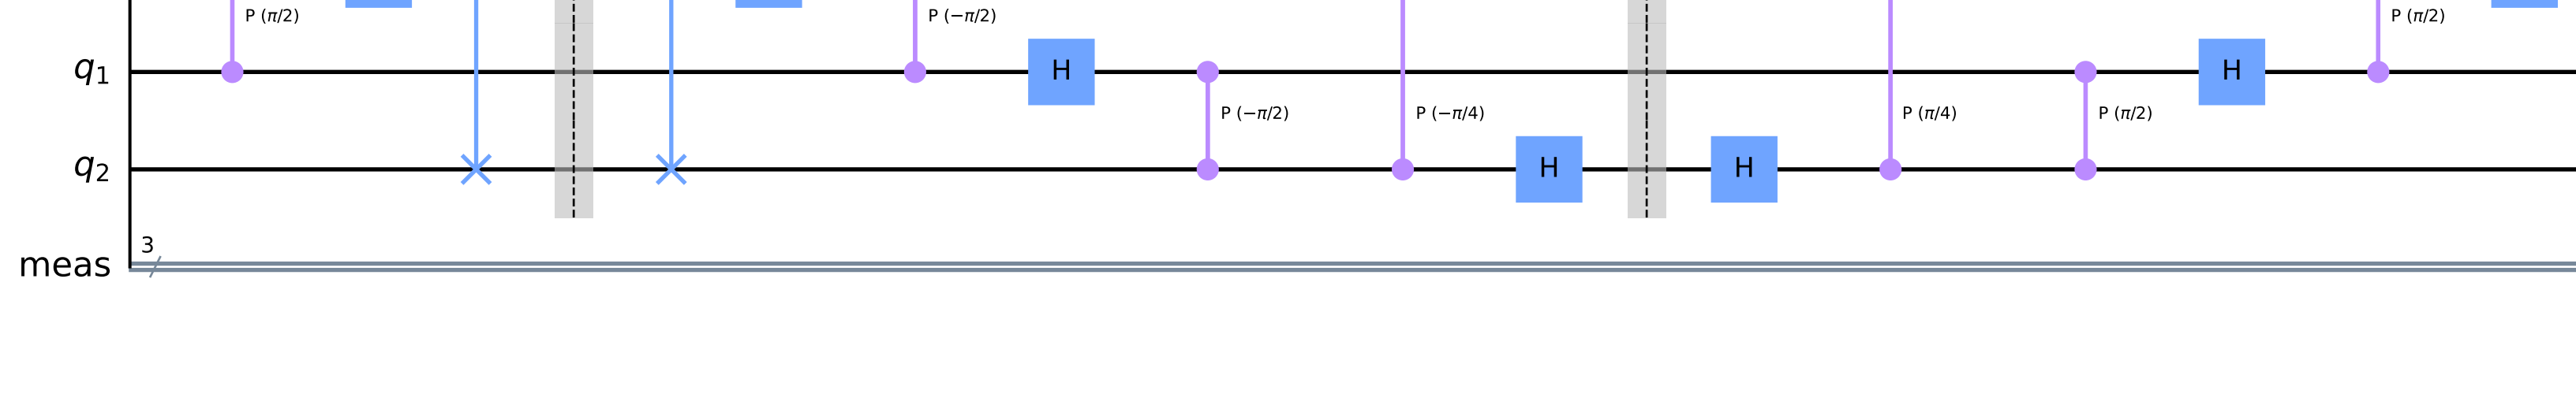 P (π/2) P (−π/2) P (π/2)
q₁ H H
P (−π/2) P (−π/4) P (π/4) P (π/2)
q₂ H H
3
meas